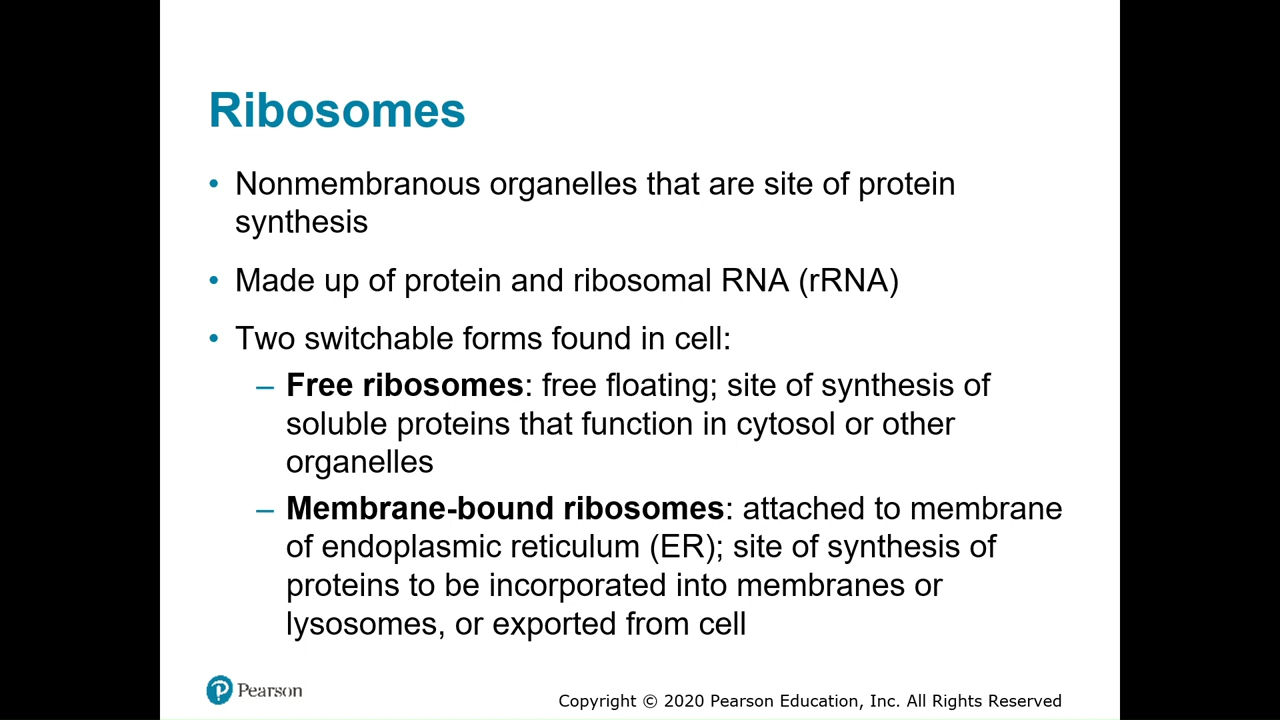 Ribosomes
• Nonmembranous organelles that are site of protein
synthesis
• Made up of protein and ribosomal RNA (rRNA)
• Two switchable forms found in cell:
– Free ribosomes: free floating; site of synthesis of
soluble proteins that function in cytosol or other
organelles
– Membrane-bound ribosomes: attached to membrane
of endoplasmic reticulum (ER); site of synthesis of
proteins to be incorporated into membranes or
lysosomes, or exported from cell
P Pearson
Copyright © 2020 Pearson Education, Inc. All Rights Reserved